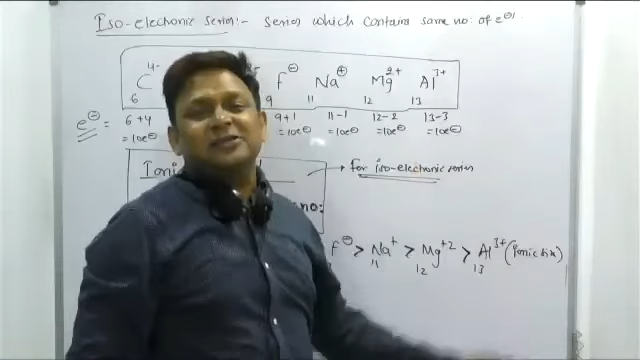 Iso-electronic series:- series which contains same no: of e⊖s!
C⁴⁻ F⊖ Na⊕ Mg²⁺ Al³⁺
6 9 11 12 13
e⊖ = 6+4 9+1 11-1 12-2 13-3
=10e⊖ =10e⊖ =10e⊖ =10e⊖ =10e⊖
for iso-electronic series
no:
F⊖ > Na⁺ > Mg⁺² > Al³⁺ (Ionic size)
11 12 13